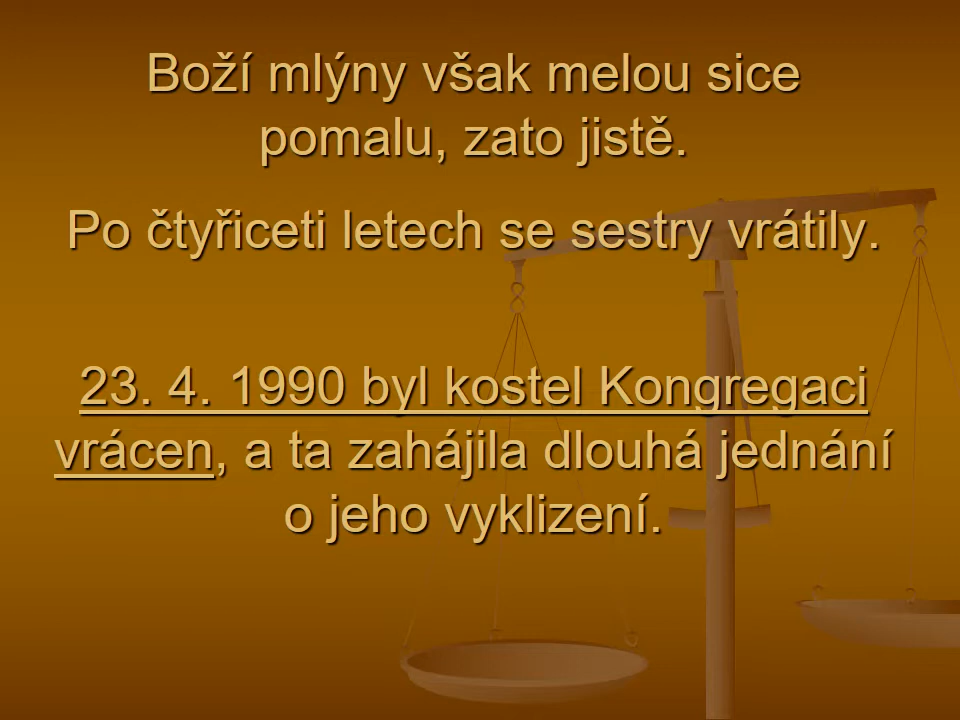 Boží mlýny však melou sice
pomalu, zato jistě.
Po čtyřiceti letech se sestry vrátily.
23. 4. 1990 byl kostel Kongregaci
vrácen, a ta zahájila dlouhá jednání
o jeho vyklizení.